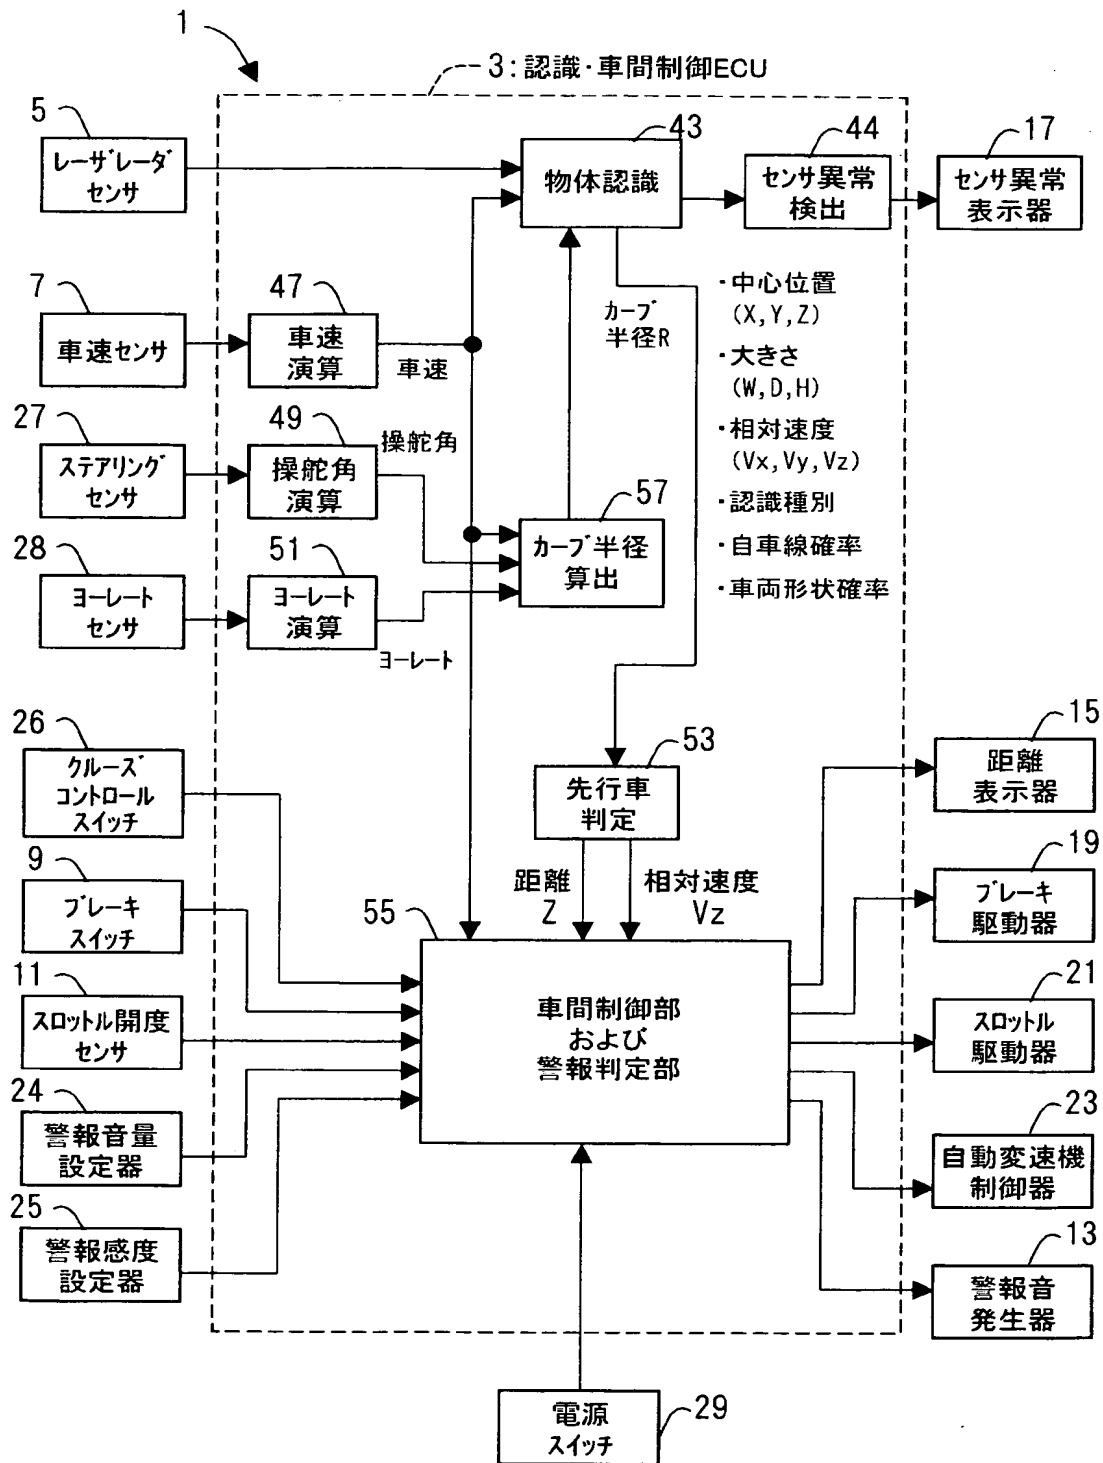 1
3:認識・車間制御ECU
5
レーザレーダ
センサ
43
物体認識
44
センサ異常
検出
17
センサ異常
表示器
7
車速センサ
47
車速
演算
車速
カーブ
半径R
・中心位置
(X,Y,Z)
・大きさ
(W,D,H)
・相対速度
(Vx,Vy,Vz)
・認識種別
・自車線確率
・車両形状確率
27
ステアリング
センサ
49
操舵角
演算
操舵角
57
カーブ半径
算出
28
ヨーレート
センサ
51
ヨーレート
演算
ヨーレート
26
クルーズ
コントロール
スイッチ
53
先行車
判定
15
距離
表示器
9
ブレーキ
スイッチ
距離
Z
相対速度
Vz
19
ブレーキ
駆動器
55
車間制御部
および
警報判定部
11
スロットル開度
センサ
21
スロットル
駆動器
24
警報音量
設定器
23
自動変速機
制御器
25
警報感度
設定器
13
警報音
発生器
電源
スイッチ
29